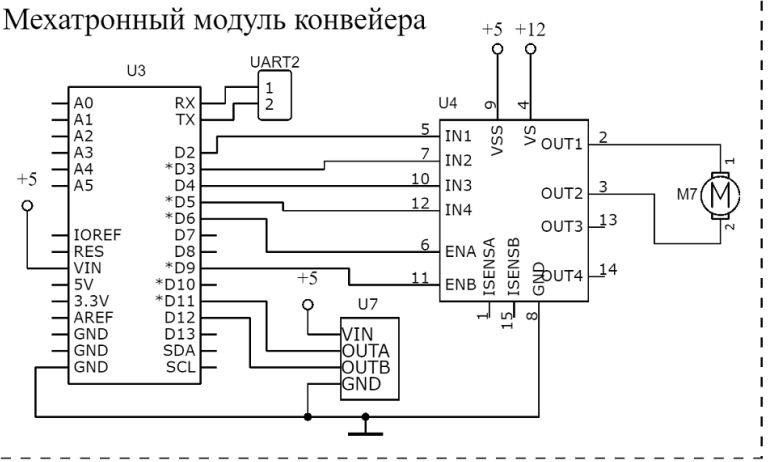 Мехатронный модуль конвейера
+5 +12
U3
UART2
1
2
U4
9
4
VSS
VS
A0
A1
A2
A3
A4
A5
IOREF
RES
VIN
5V
3.3V
AREF
GND
GND
GND
RX
TX
D2
*D3
D4
*D5
*D6
D7
D8
*D9
*D10
*D11
D12
D13
SDA
SCL
+5
5 IN1
7 IN2
10 IN3
12 IN4
6 ENA
11 ENB
OUT1 2
OUT2 3
OUT3 13
OUT4 14
ISENSA
ISENSB
GND
1
15
8
M7
M
1
2
+5
U7
VIN
OUTA
OUTB
GND